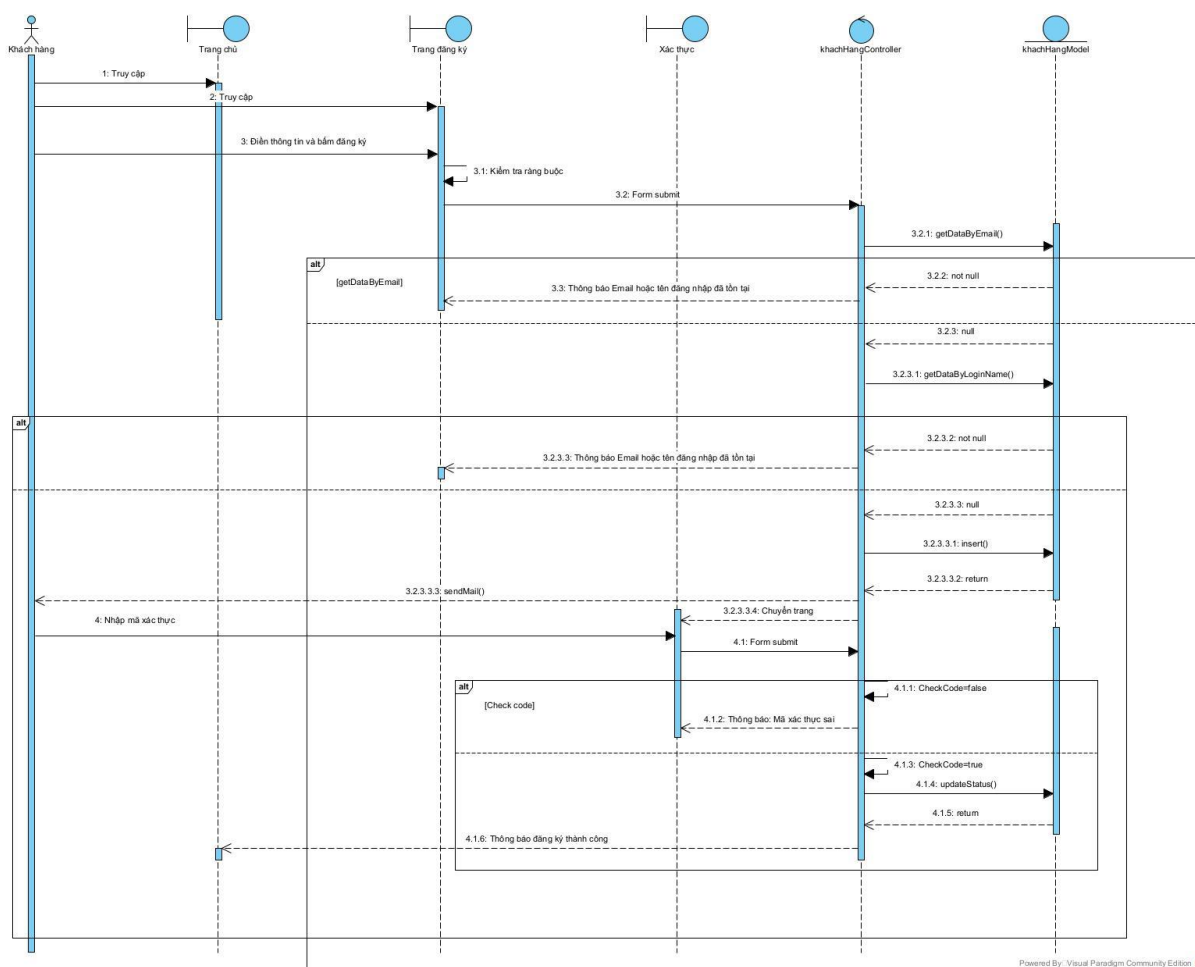 Khách hàng
Trang chủ
Trang đăng ký
Xác thực
khachHangController
khachHangModel
1: Truy cập
2: Truy cập
3: Điền thông tin và bấm đăng ký
3.1: Kiểm tra ràng buộc
3.2: Form submit
3.2.1: getDataByEmail()
alt
[getDataByEmail]
3.2.2: not null
3.3: Thông báo Email hoặc tên đăng nhập đã tồn tại
3.2.3: null
3.2.3.1: getDataByLoginName()
alt
3.2.3.2: not null
3.2.3.3: Thông báo Email hoặc tên đăng nhập đã tồn tại
3.2.3.3: null
3.2.3.3.1: insert()
3.2.3.3.2: return
3.2.3.3.3: sendMail()
3.2.3.3.4: Chuyển trang
4: Nhập mã xác thực
4.1: Form submit
alt
[Check code]
4.1.1: CheckCode=false
4.1.2: Thông báo: Mã xác thực sai
4.1.3: CheckCode=true
4.1.4: updateStatus()
4.1.5: return
4.1.6: Thông báo đăng ký thành công
Powered By: Visual Paradigm Community Edition